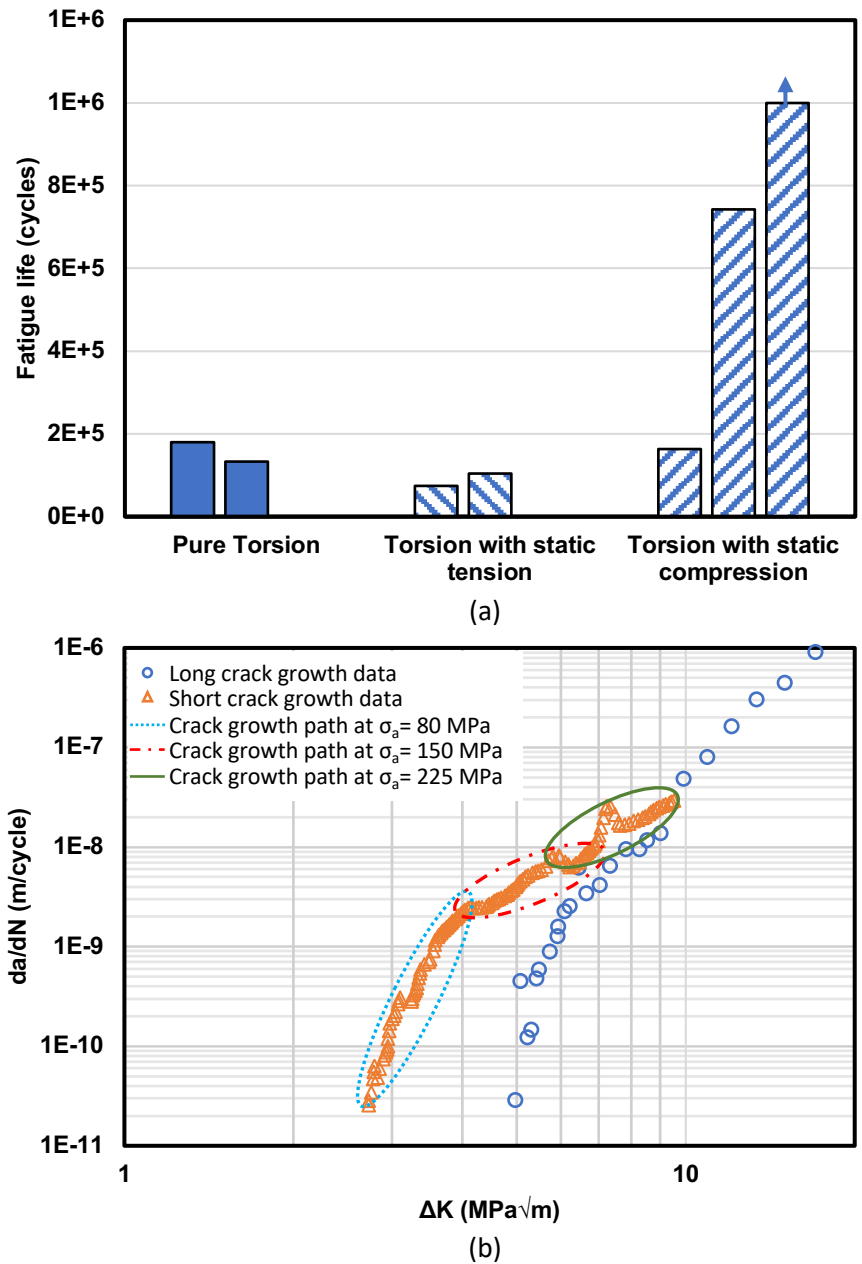 1E+6
1E+6
8E+5
6E+5
4E+5
2E+5
0E+0
Fatigue life (cycles)
Pure Torsion
Torsion with static
tension
Torsion with static
compression
(a)
1E-6
1E-7
1E-8
1E-9
1E-10
1E-11
da/dN (m/cycle)
Long crack growth data
Short crack growth data
Crack growth path at σa= 80 MPa
Crack growth path at σa= 150 MPa
Crack growth path at σa= 225 MPa
1
10
ΔK (MPa√m)
(b)